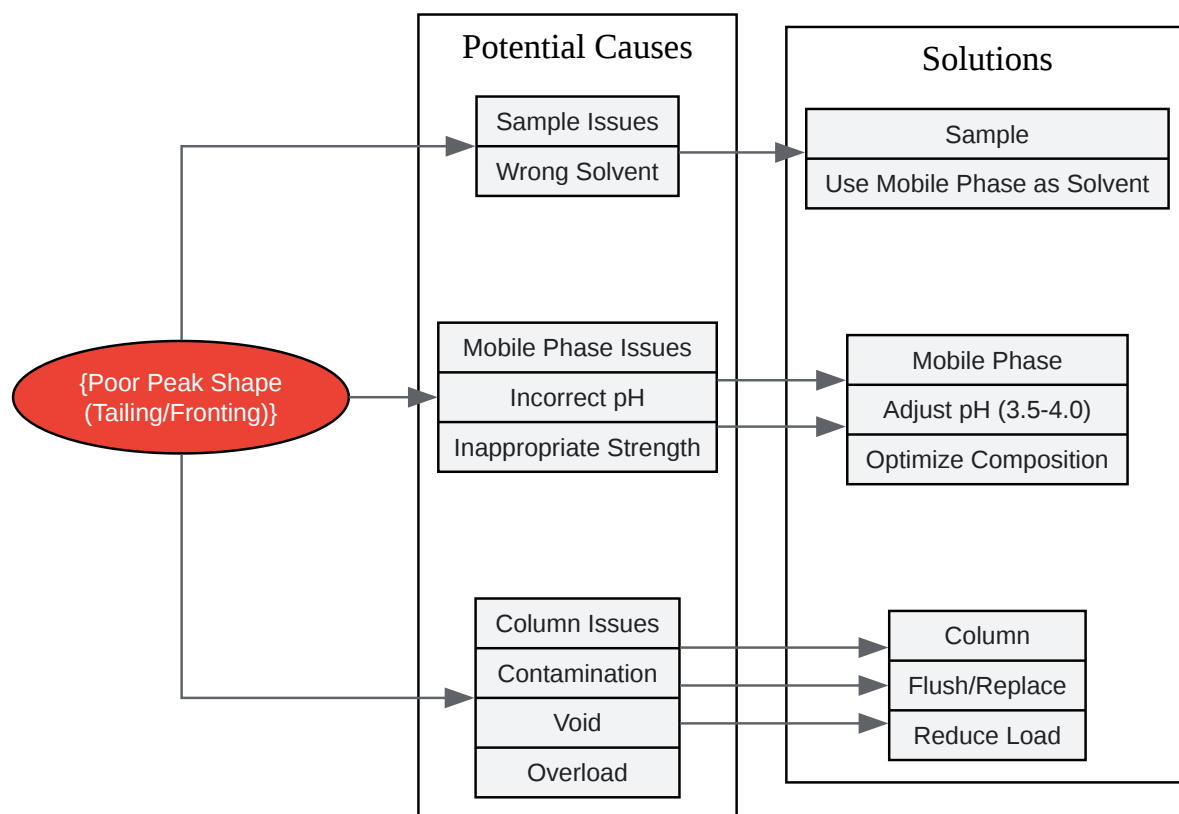 Potential Causes
Solutions
Sample Issues
Wrong Solvent
Sample
Use Mobile Phase as Solvent
{Poor Peak Shape
(Tailing/Fronting)}
Mobile Phase Issues
Incorrect pH
Inappropriate Strength
Mobile Phase
Adjust pH (3.5-4.0)
Optimize Composition
Column Issues
Contamination
Void
Overload
Column
Flush/Replace
Reduce Load